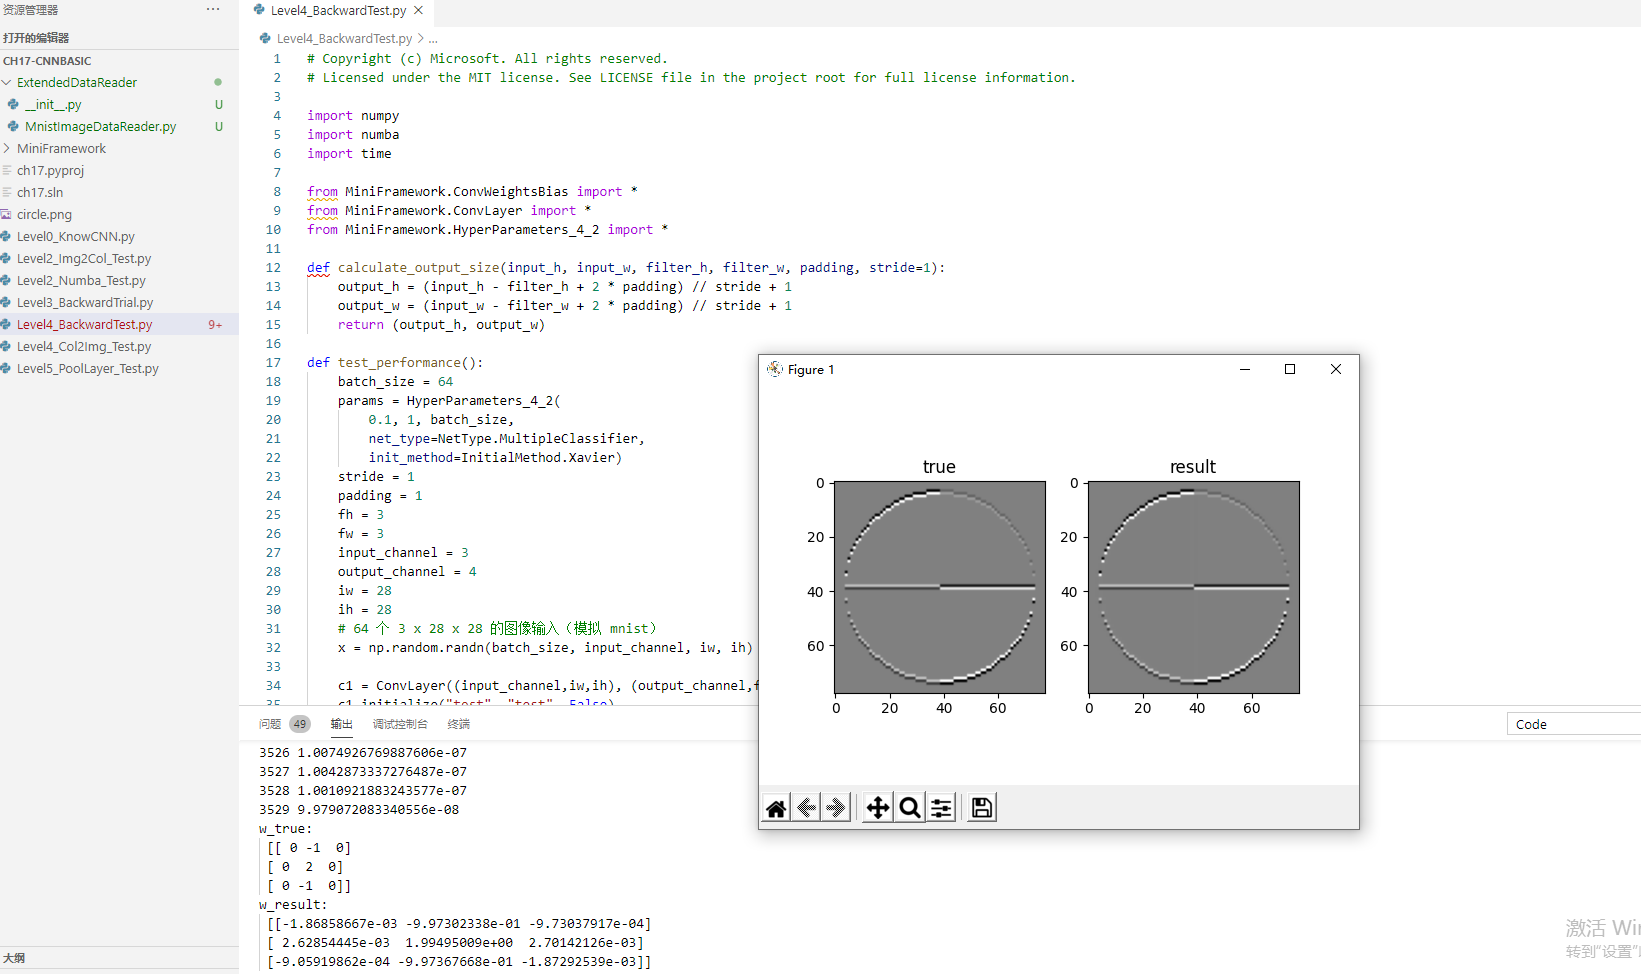 资源管理器
···
打开的编辑器
CH17-CNNBASIC
ExtendedDataReader
__init__.py U
MnistImageDataReader.py U
MiniFramework
ch17.pyproj
ch17.sln
circle.png
Level0_KnowCNN.py
Level2_Img2Col_Test.py
Level2_Numba_Test.py
Level3_BackwardTrial.py
Level4_BackwardTest.py 9+
Level4_Col2Img_Test.py
Level5_PoolLayer_Test.py
大纲
Level4_BackwardTest.py
Level4_BackwardTest.py > ...
1 # Copyright (c) Microsoft. All rights reserved.
2 # Licensed under the MIT license. See LICENSE file in the project root for full license information.
3
4 import numpy
5 import numba
6 import time
7
8 from MiniFramework.ConvWeightsBias import *
9 from MiniFramework.ConvLayer import *
10 from MiniFramework.HyperParameters_4_2 import *
11
12 def calculate_output_size(input_h, input_w, filter_h, filter_w, padding, stride=1):
13 output_h = (input_h - filter_h + 2 * padding) // stride + 1
14 output_w = (input_w - filter_w + 2 * padding) // stride + 1
15 return (output_h, output_w)
16
17 def test_performance():
18 batch_size = 64
19 params = HyperParameters_4_2(
20 0.1, 1, batch_size,
21 net_type=NetType.MultipleClassifier,
22 init_method=InitialMethod.Xavier)
23 stride = 1
24 padding = 1
25 fh = 3
26 fw = 3
27 input_channel = 3
28 output_channel = 4
29 iw = 28
30 ih = 28
31 # 64 个 3 x 28 x 28 的图像输入（模拟 mnist）
32 x = np.random.randn(batch_size, input_channel, iw, ih)
33
34 c1 = ConvLayer((input_channel,iw,ih), (output_channel,f
35 c1.initialize("test", "test", False)
问题 49 输出 调试控制台 终端
Code
3526 1.0074926769887606e-07
3527 1.0042873337276487e-07
3528 1.0010921883243577e-07
3529 9.979072083340556e-08
w_true:
[[ 0 -1 0]
[ 0 2 0]
[ 0 -1 0]]
w_result:
[[-1.86858667e-03 -9.97302338e-01 -9.73037917e-04]
[ 2.62854445e-03 1.99495009e+00 2.70142126e-03]
[-9.05919862e-04 -9.97367668e-01 -1.87292539e-03]]
Figure 1
true
0
20
40
60
0 20 40 60
result
0
20
40
60
0 20 40 60
激活 Win
转到"设置"